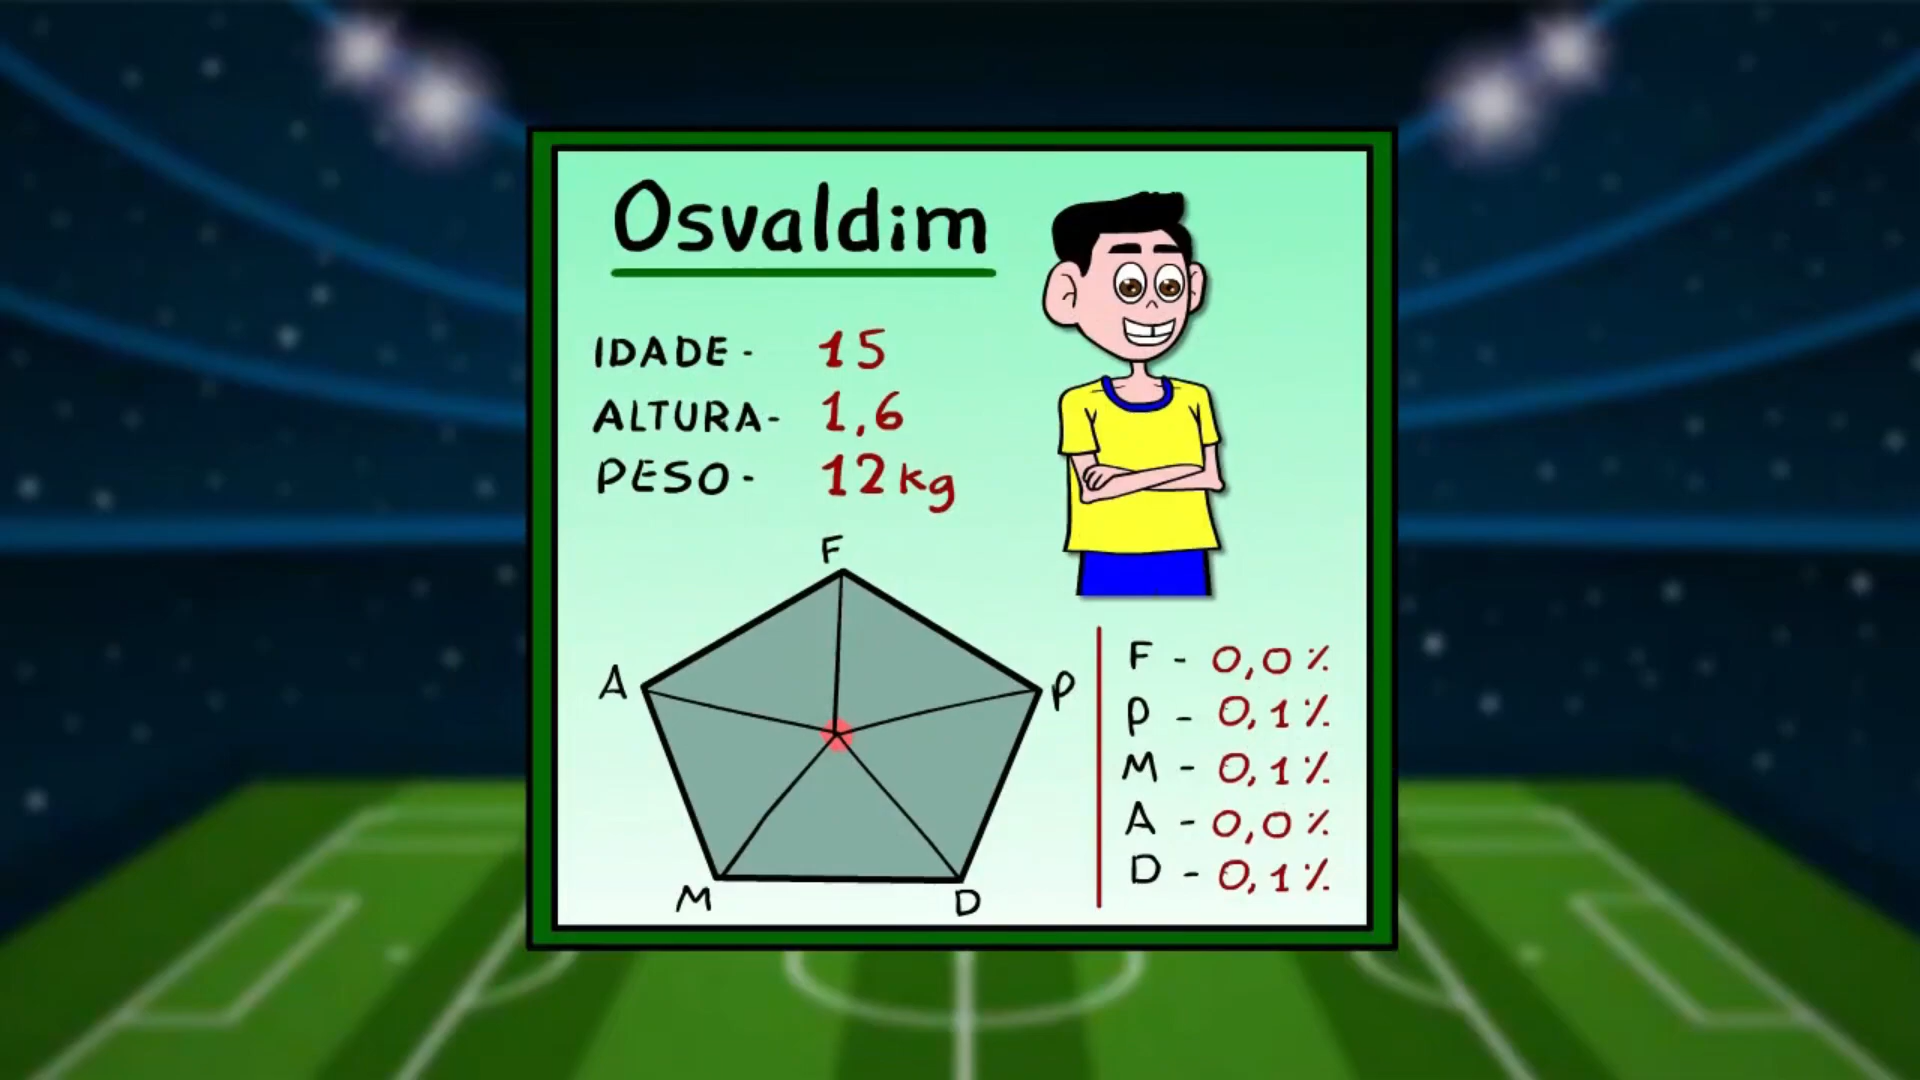 Osvaldim
IDADE - 15
ALTURA- 1,6
PESO - 12kg
F
A
P
M
D
F - 0,0%
P - 0,1%
M - 0,1%
A - 0,0%
D - 0,1%